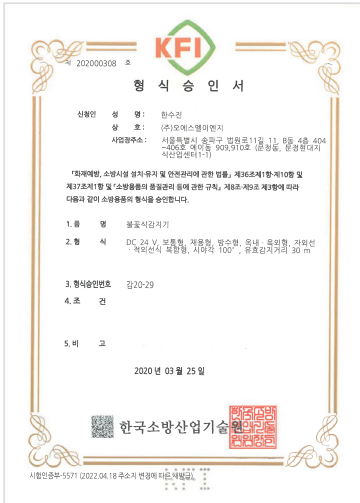 KFI
제 202000308 호
형 식 승 인 서
신청인 성 명 : 한수진
상 호 : (주)오에스엘이엔지
사업장주소 : 서울특별시 송파구 법원로11길 11, B동 4층 404
~406호 에이동 909,910호 (문정동, 문정현대지
식산업센터1-1)
「화재예방, 소방시설 설치·유지 및 안전관리에 관한 법률」 제36조제1항·제10항 및
제37조제1항 및 「소방용품의 품질관리 등에 관한 규칙」 제8조·제9조 제3항에 따라
다음과 같이 소방용품의 형식을 승인합니다.
1. 품 명 불꽃식감지기
2. 형 식 DC 24 V, 보통형, 재용형, 방수형, 옥내ㆍ옥외형, 자외선
ㆍ적외선식 복합형, 시야각 100°, 유효감지거리 30 m
3. 형식승인번호 감20-29
4. 조 건
5. 비 고
2020 년 03 월 25 일
한국소방산업기술원
시험인증부-5571 (2022.04.18 주소지 변경에 따른 재발급)